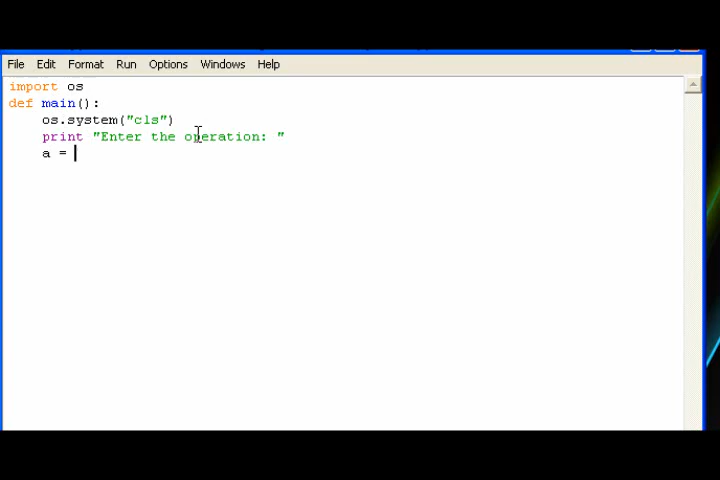 File Edit Format Run Options Windows Help
import os
def main():
    os.system("cls")
    print "Enter the operation: "
    a =